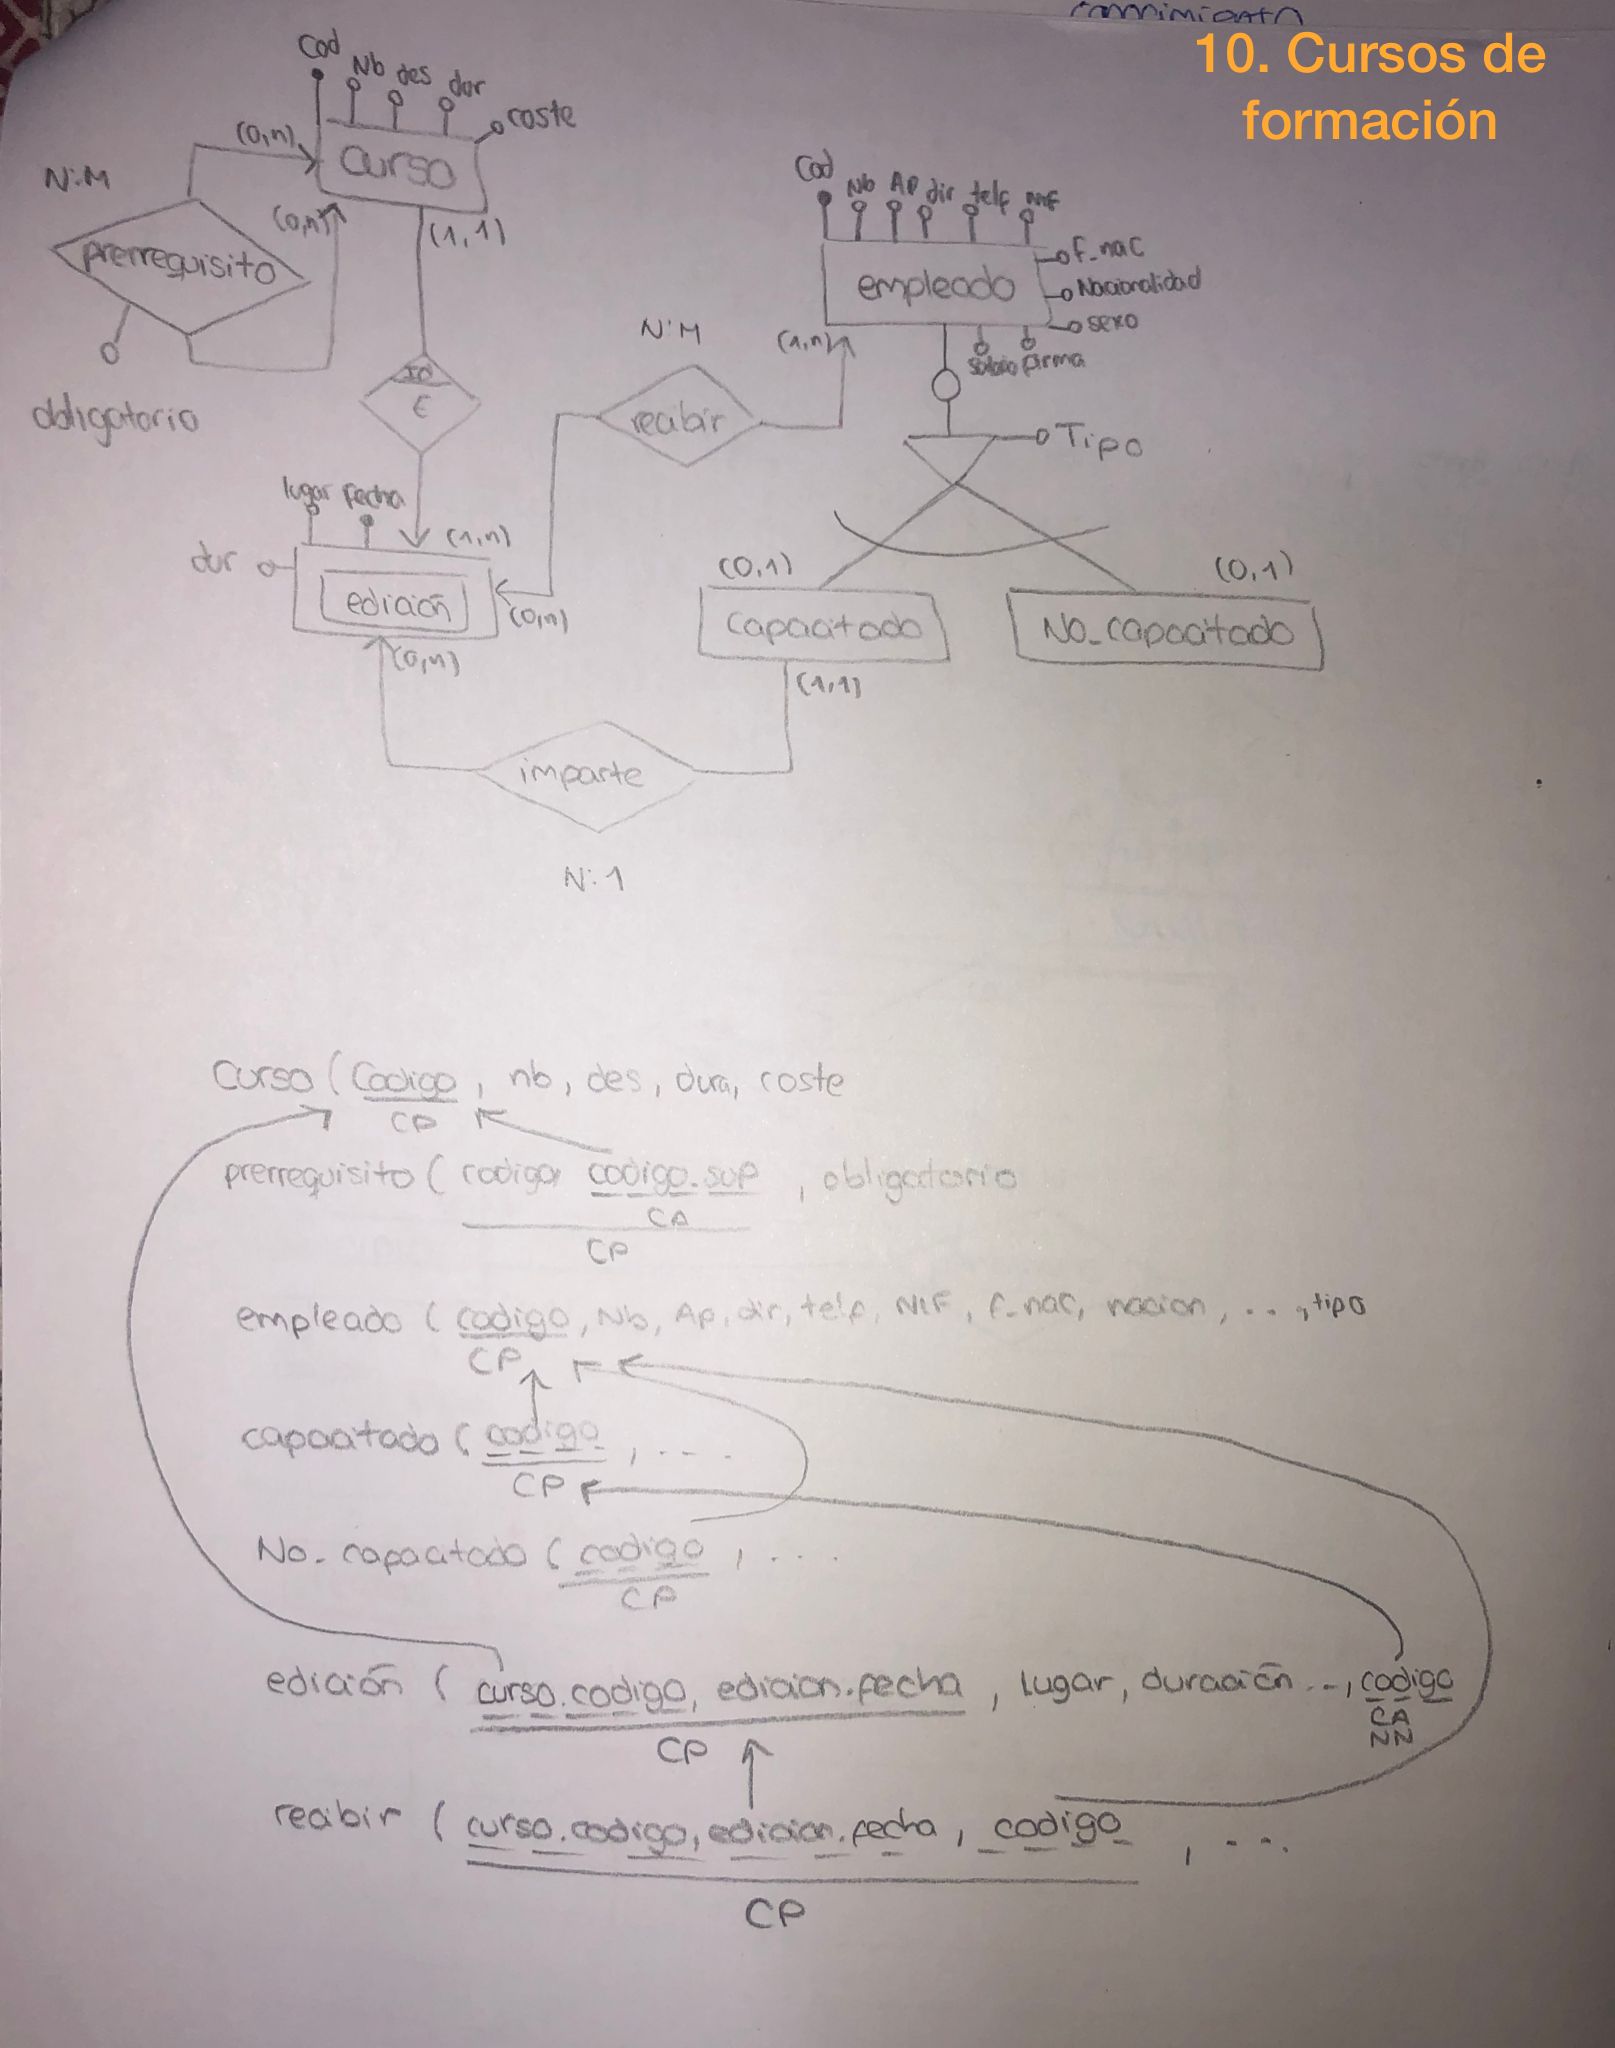 10. Cursos de
formación
Cod
Nb des dur
coste
(0,n)
curso
N:M
(0,n)
(1,1)
prerrequisito
obligatorio
ID
E
Cod
Nb Ap dir telf
f_nac
empleado
Nacionalidad
sexo
salario firma
N:M
(1,n)
recibir
Tipo
lugar fecha
(1,n)
dur
edición
(0,n)
(0,n)
(0,1)
(0,1)
capacitado
No_capacitado
(1,1)
imparte
N:1
Curso (Codigo, nb, des, dura, coste
CP
prerrequisito (codigo, codigo.sup, obligatorio
CA
CP
empleado (codigo, Nb, Ap, dir, telf, NIF, f_nac, nacion, ..., tipo
CP
capacitado (codigo, ....
CP
No_capacitado (codigo, ....
CP
edición (curso.codigo, edicion.fecha, lugar, duración ..., codigo
CP
CA
NN
recibir (curso.codigo, edicion.fecha, codigo, ....
CP